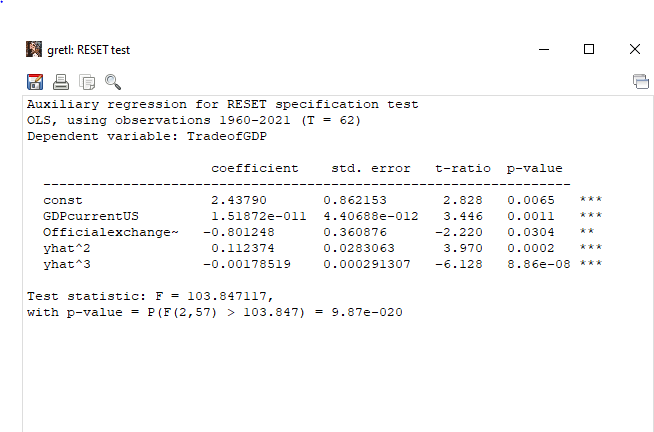 gretl: RESET test
Auxiliary regression for RESET specification test
OLS, using observations 1960-2021 (T = 62)
Dependent variable: TradeofGDP
coefficient std. error t-ratio p-value
-------------------------------------------------------------------
const 2.43790 0.862153 2.828 0.0065 ***
GDPcurrentUS 1.51872e-011 4.40688e-012 3.446 0.0011 ***
Officialexchange~ -0.801248 0.360876 -2.220 0.0304 **
yhat^2 0.112374 0.0283063 3.970 0.0002 ***
yhat^3 -0.00178519 0.000291307 -6.128 8.86e-08 ***
Test statistic: F = 103.847117,
with p-value = P(F(2,57) > 103.847) = 9.87e-020